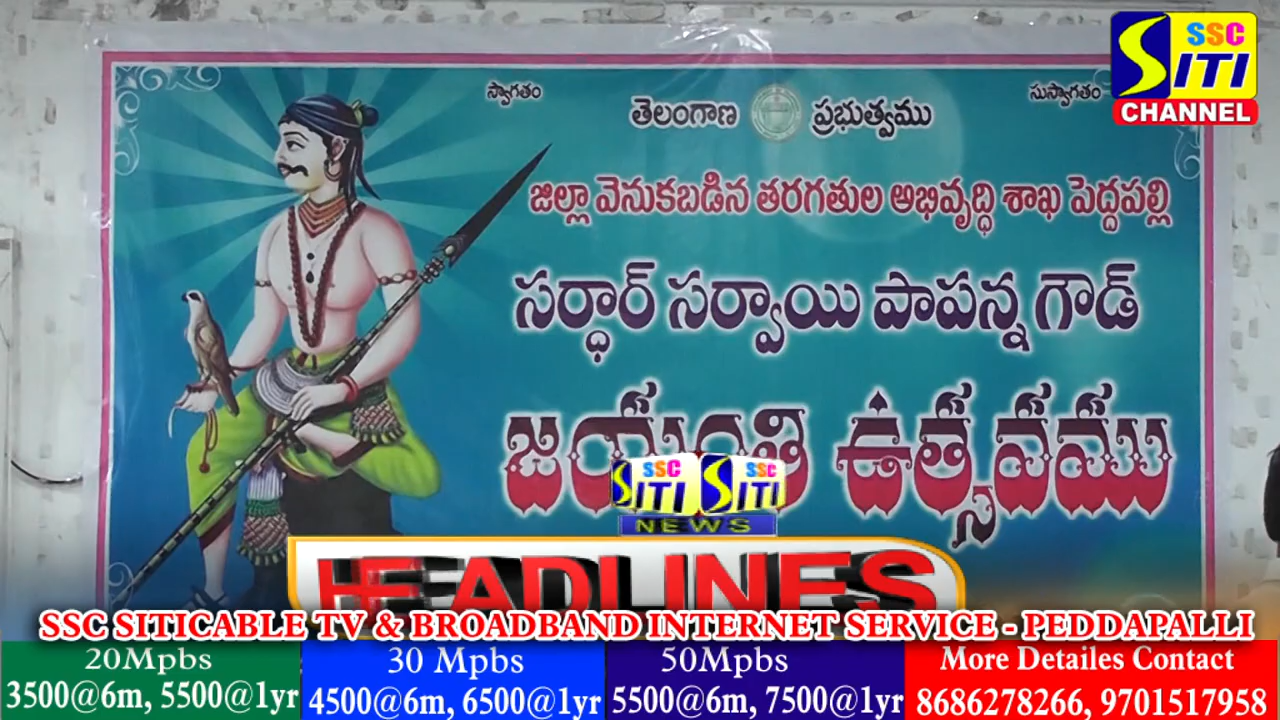 SSC
SITI
CHANNEL
స్వాగతం
సుస్వాగతం
తెలంగాణ ప్రభుత్వము
జిల్లా వెనుకబడిన తరగతుల అభివృద్ధి శాఖ పెద్దపల్లి
సర్ధార్ సర్వాయి పాపన్న గౌడ్
జయంతి ఉత్సవము
SSC SSC
SITI SITI
NEWS
HEADLINES
SSC SITICABLE TV & BROADBAND INTERNET SERVICE - PEDDAPALLI
20Mpbs 30 Mpbs 50Mpbs More Detailes Contact
3500@6m, 5500@1yr 4500@6m, 6500@1yr 5500@6m, 7500@1yr 8686278266, 9701517958